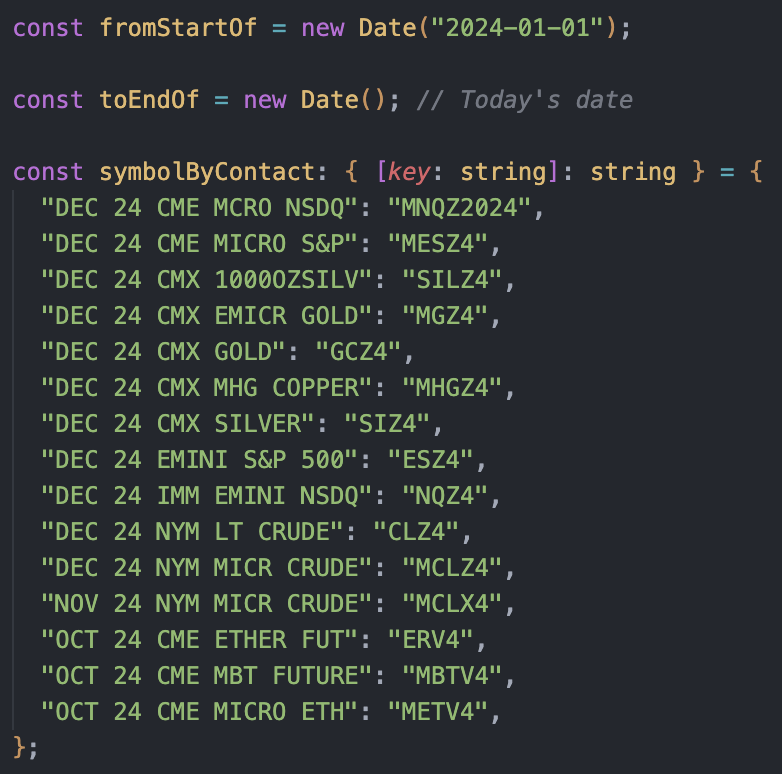 const fromStartOf = new Date("2024-01-01");
const toEndOf = new Date(); // Today's date
const symbolByContact: { [key: string]: string } = {
"DEC 24 CME MCRO NSDQ": "MNQZ2024",
"DEC 24 CME MICRO S&P": "MESZ4",
"DEC 24 CMX 1000OZSILV": "SILZ4",
"DEC 24 CMX EMICR GOLD": "MGZ4",
"DEC 24 CMX GOLD": "GCZ4",
"DEC 24 CMX MHG COPPER": "MHGZ4",
"DEC 24 CMX SILVER": "SIZ4",
"DEC 24 EMINI S&P 500": "ESZ4",
"DEC 24 IMM EMINI NSDQ": "NQZ4",
"DEC 24 NYM LT CRUDE": "CLZ4",
"DEC 24 NYM MICR CRUDE": "MCLZ4",
"NOV 24 NYM MICR CRUDE": "MCLX4",
"OCT 24 CME ETHER FUT": "ERV4",
"OCT 24 CME MBT FUTURE": "MBTV4",
"OCT 24 CME MICRO ETH": "METV4",
};